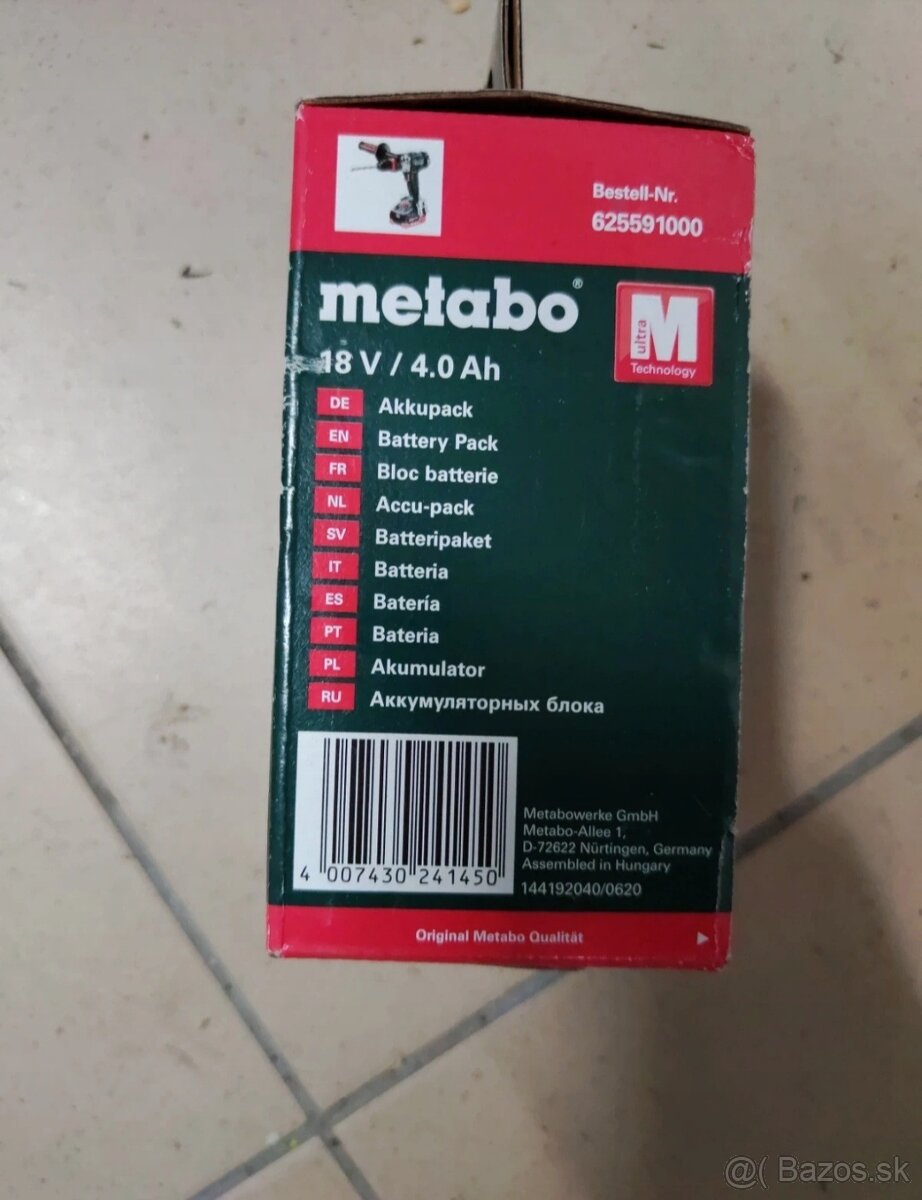 Bestell-Nr.
625591000
metabo®
ultra M
Technology
18 V / 4.0 Ah
DE Akkupack
EN Battery Pack
FR Bloc batterie
NL Accu-pack
SV Batteripaket
IT Batteria
ES Batería
PT Bateria
PL Akumulator
RU Аккумуляторных блока
4 007430 241450
Metabowerke GmbH
Metabo-Allee 1,
D-72622 Nürtingen, Germany
Assembled in Hungary
144192040/0620
Original Metabo Qualität
@( Bazos.sk